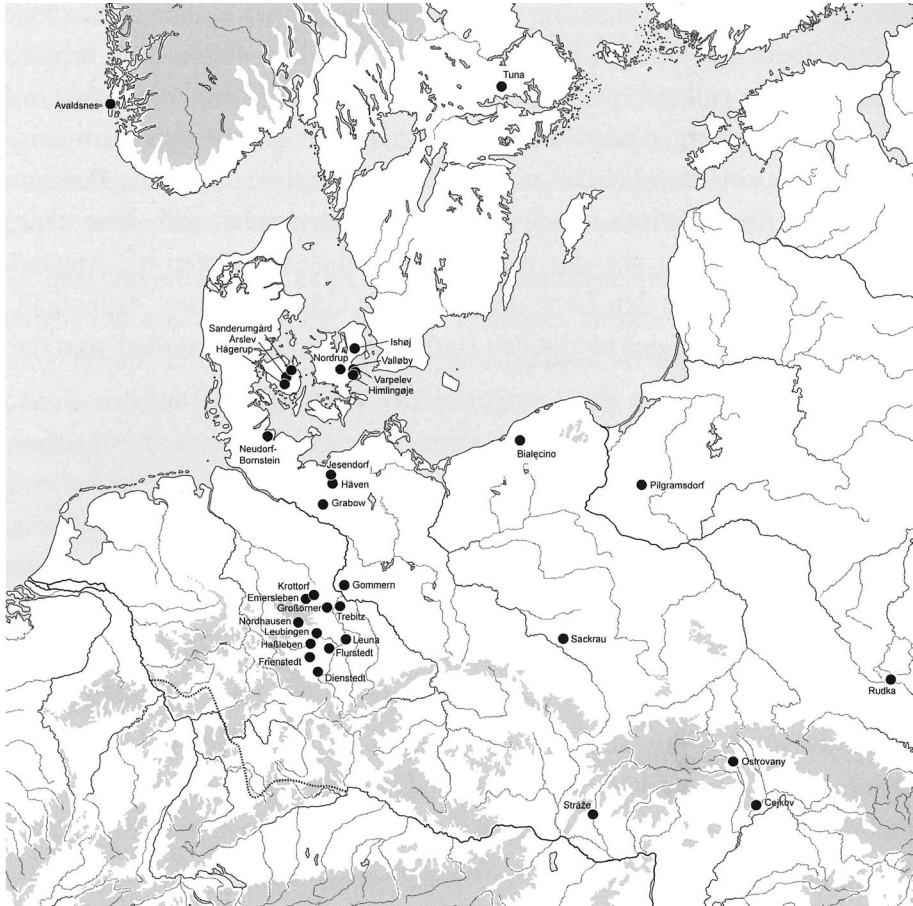 Tuna
Avaldsnes
Sanderumgård
Årslev
Hågerup
Ishøj
Nordrup
Valløby
Varpelev
Himlingøje
Neudorf-
Bornstein
Białęcino
Jesendorf
Häven
Pilgramsdorf
Grabow
Krottorf
Gommern
Emersleben
Großörner
Trebitz
Nordhausen
Leubingen
Leuna
Sackrau
Haßleben
Flurstedt
Frienstedt
Dienstedt
Rudka
Ostrovany
Stráže
Cejkov